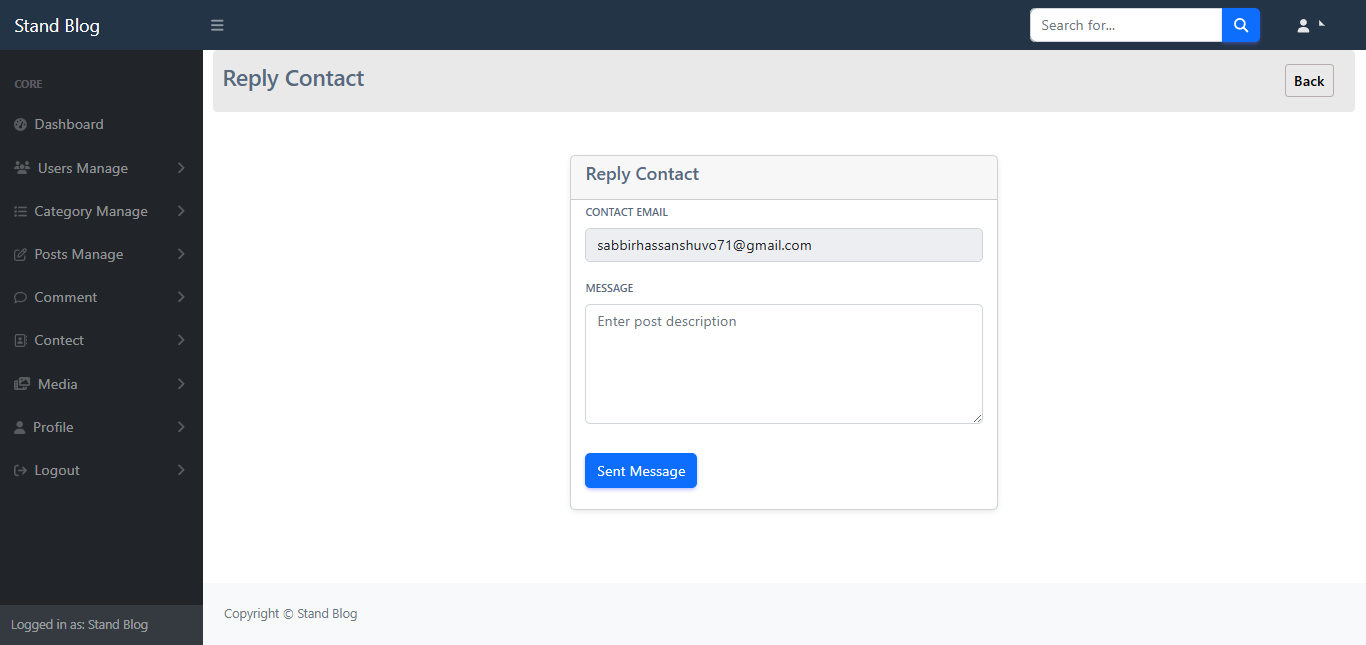 Stand Blog
Search for...
CORE
Dashboard
Users Manage
Category Manage
Posts Manage
Comment
Contect
Media
Profile
Logout
Logged in as: Stand Blog
Reply Contact
Back
Reply Contact
CONTACT EMAIL
sabbirhassanshuvo71@gmail.com
MESSAGE
Enter post description
Sent Message
Copyright © Stand Blog